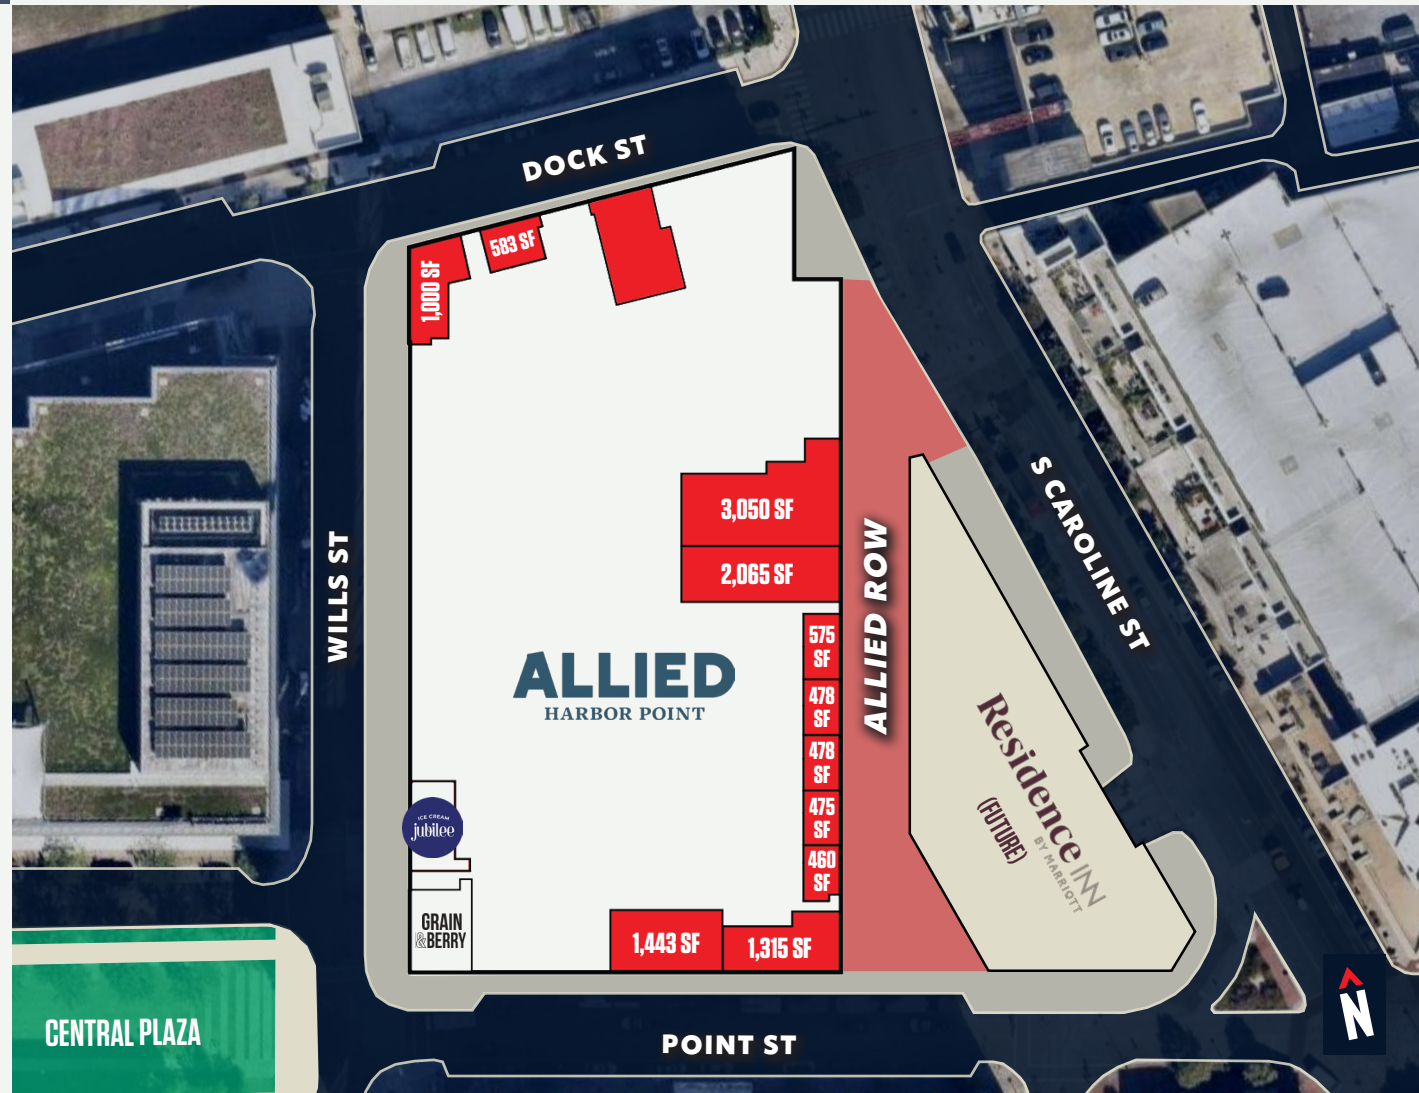 DOCK ST
583 SF
1,000 SF
3,050 SF
2,065 SF
WILLS ST
ALLIED ROW
S CAROLINE ST
575
SF
478
SF
478
SF
475
SF
460
SF
ALLIED
HARBOR POINT
Residence INN
BY MARRIOTT
(FUTURE)
ICE CREAM
jubilee
GRAIN
&BERRY
1,443 SF
1,315 SF
CENTRAL PLAZA
POINT ST
N